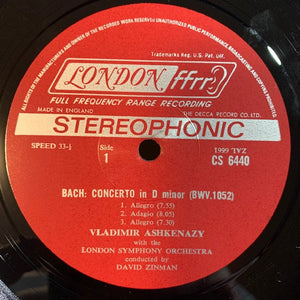 ALL RIGHTS OF THE MANUFACTURER AND OF THE OWNER OF THE RECORDED WORK RESERVED UNAUTHORISED PUBLIC PERFORMANCE BROADCASTING AND COPYING OF THIS RECORD PROHIBITED
Trademarks Reg. U.S. Pat. Off.
LONDON ffrr
FULL FREQUENCY RANGE RECORDING
MADE IN ENGLAND
THE DECCA RECORD CO. LTD.
STEREOPHONIC
SPEED 33⅓
Side
1
1999 TYZ
CS 6440
BACH: CONCERTO in D minor (BWV.1052)
1. Allegro (7.55)
2. Adagio (8.05)
3. Allegro (7.30)
VLADIMIR ASHKENAZY
with the
LONDON SYMPHONY ORCHESTRA
conducted by
DAVID ZINMAN